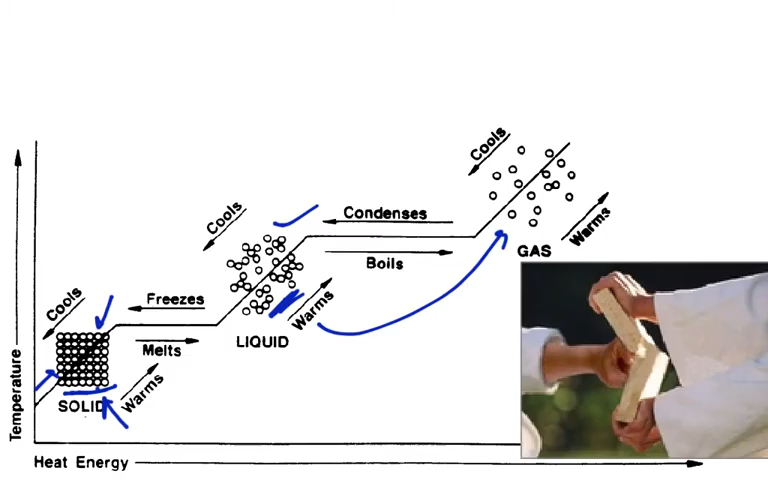 Cools
Condenses
Boils
Warms
GAS
Cools
Freezes
Melts
Warms
LIQUID
Cools
Warms
SOLID
Temperature
Heat Energy